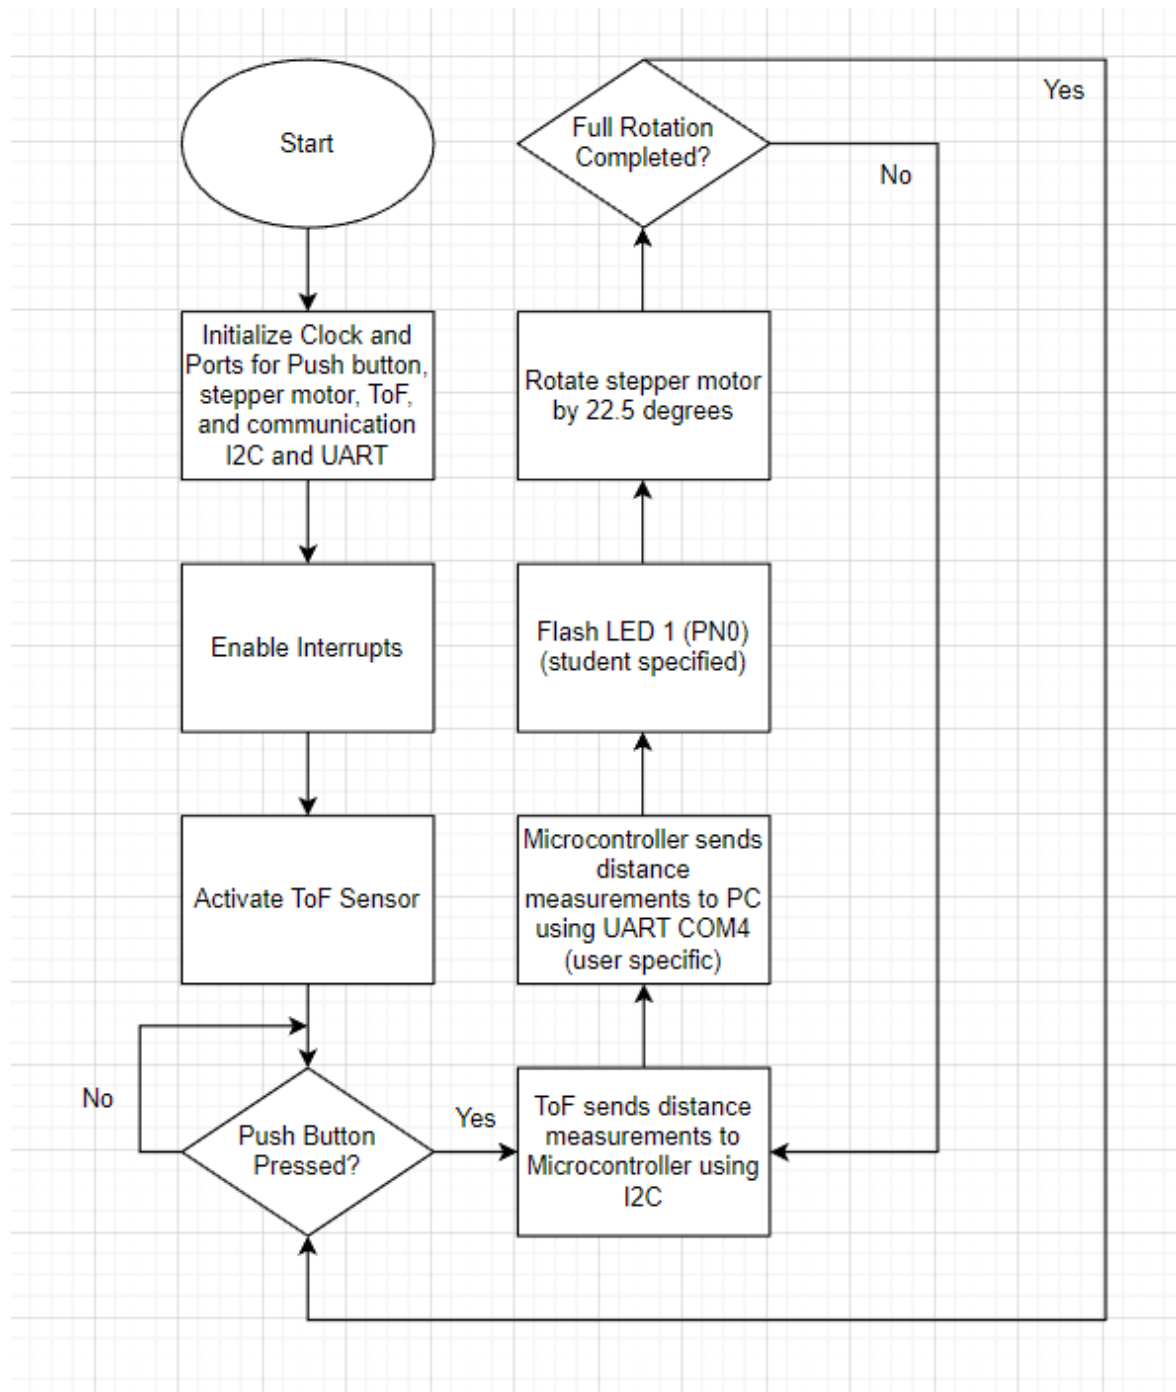 Start
Initialize Clock and
Ports for Push button,
stepper motor, ToF,
and communication
I2C and UART
Enable Interrupts
Activate ToF Sensor
No
Push Button
Pressed?
Yes
ToF sends distance
measurements to
Microcontroller using
I2C
Microcontroller sends
distance
measurements to PC
using UART COM4
(user specific)
Flash LED 1 (PN0)
(student specified)
Rotate stepper motor
by 22.5 degrees
Full Rotation
Completed?
No
Yes